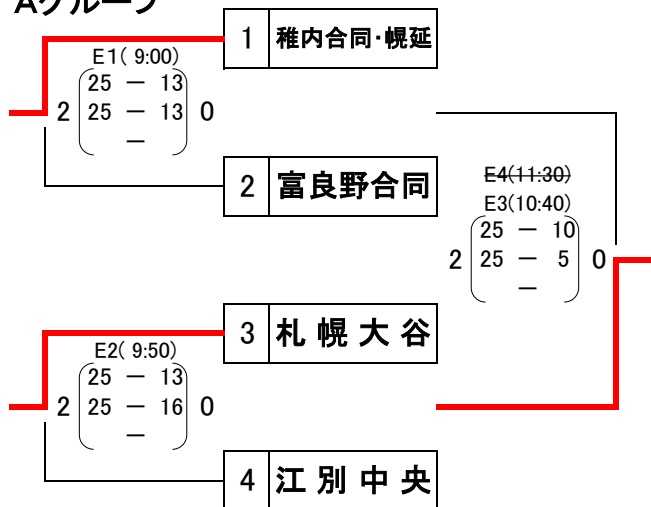 Aグループ
1 稚内合同・幌延
E1( 9:00)
25 － 13
2 25 － 13 0
－
2 富良野合同
E4(11:30)
E3(10:40)
25 － 10
2 25 － 5 0
－
3 札幌大谷
E2( 9:50)
25 － 13
2 25 － 16 0
－
4 江別中央